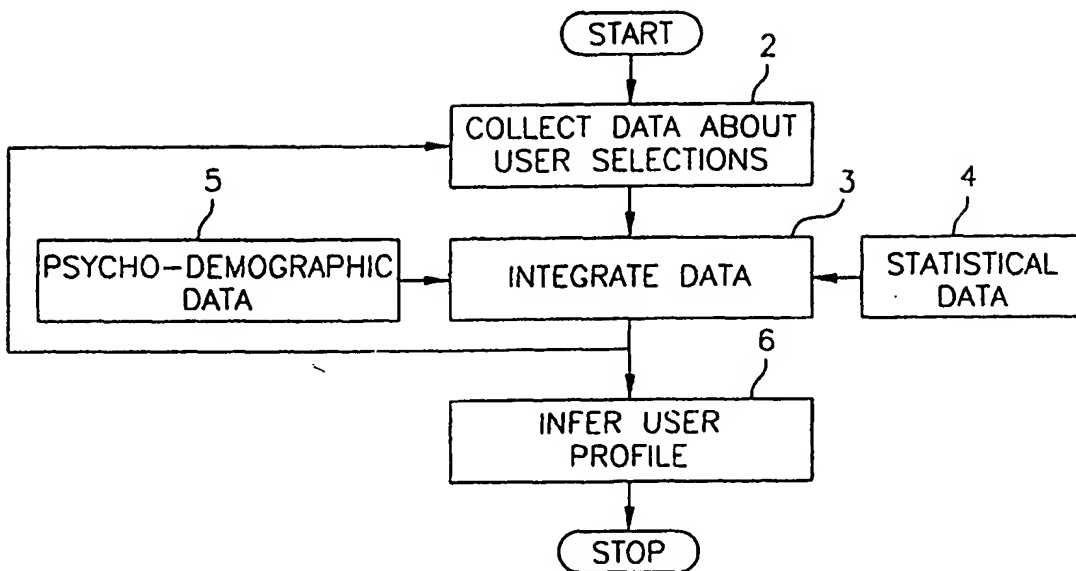 START
2
COLLECT DATA ABOUT
USER SELECTIONS
5
3
4
PSYCHO-DEMOGRAPHIC
DATA
INTEGRATE DATA
STATISTICAL
DATA
6
INFER USER
PROFILE
STOP